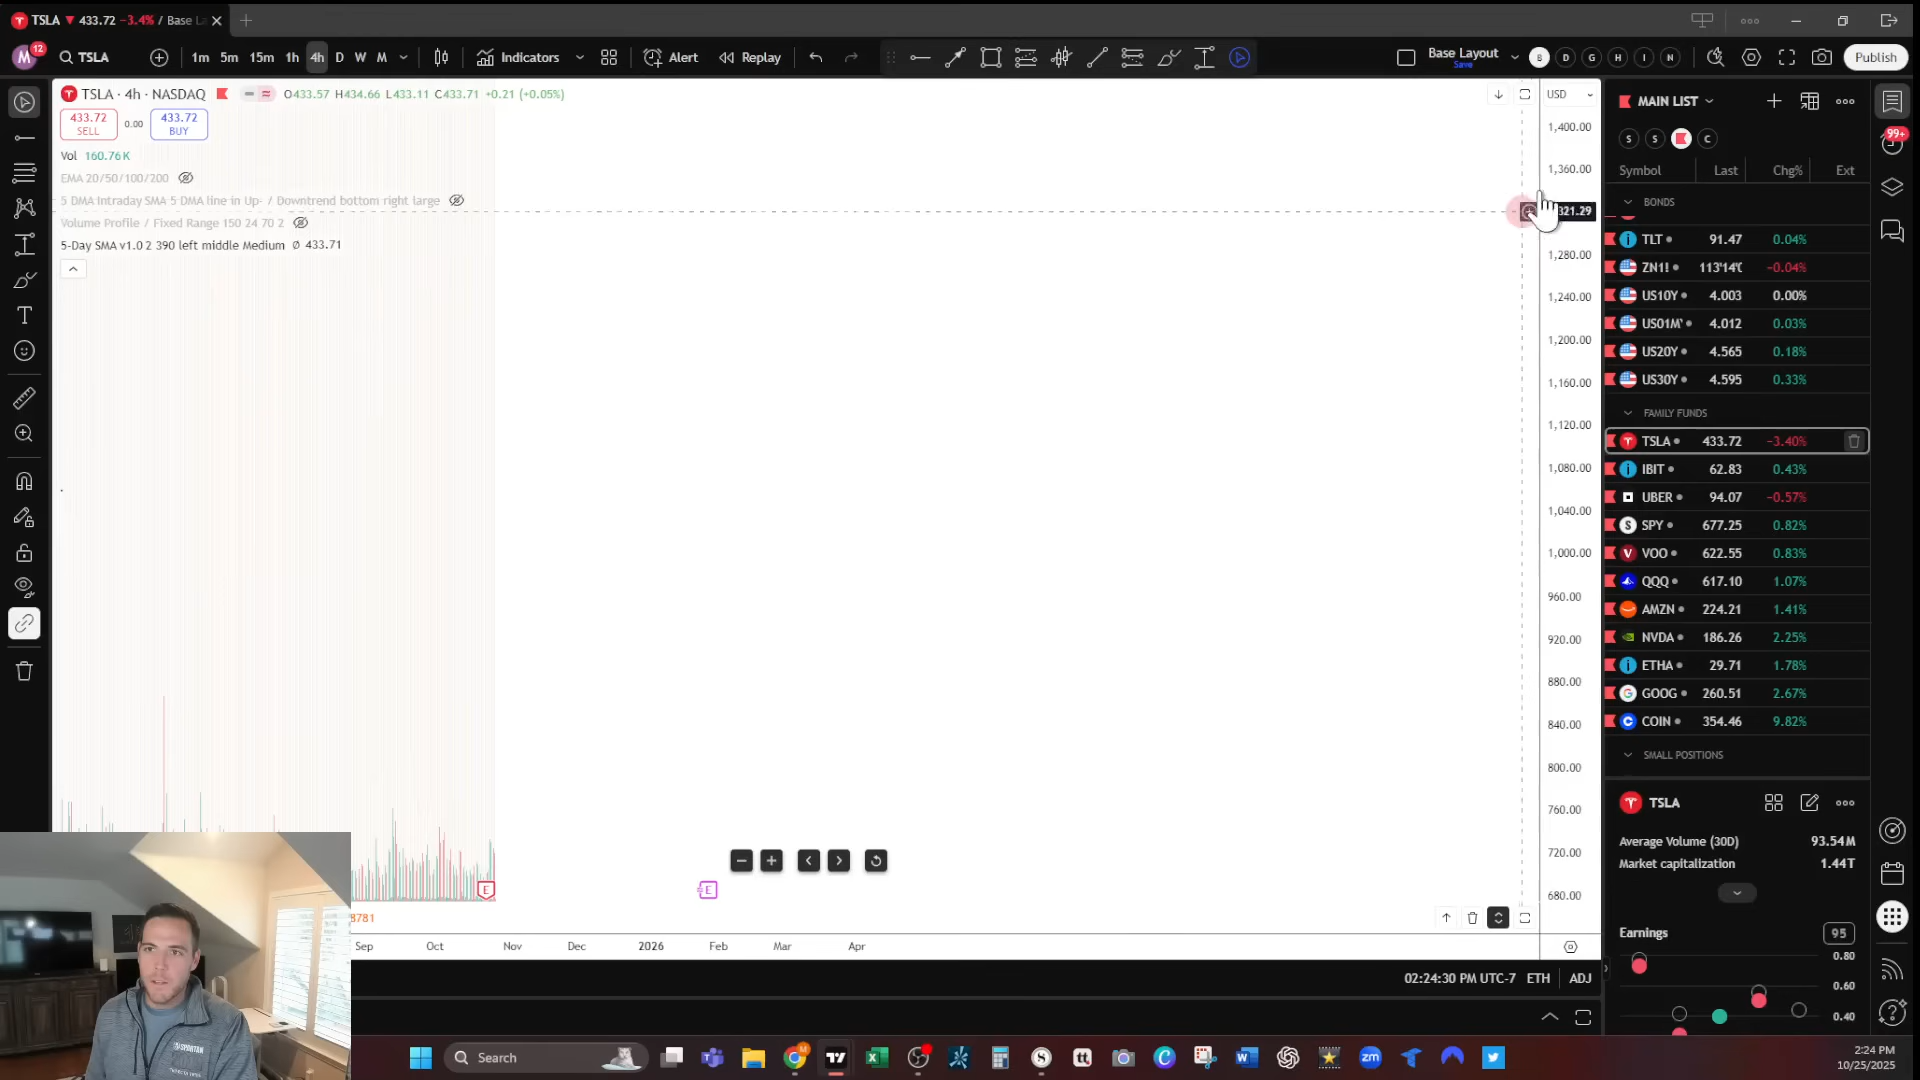 TSLA ▼ 433.72 −3.4% / Base La
M 12 TSLA 1m 5m 15m 1h 4h D W M Indicators Alert Replay Base Layout Save B D G H I N Publish
TSLA · 4h · NASDAQ O433.57 H434.66 L433.11 C433.71 +0.21 (+0.05%)
433.72 SELL 0.00 433.72 BUY
Vol 160.76K
EMA 20/50/100/200
5 DMA Intraday SMA 5 DMA line in Up- / Downtrend bottom right large
Volume Profile / Fixed Range 150 24 70 2
5-Day SMA v1.0 2 390 left middle Medium Ø 433.71
USD
1,400.00
1,360.00
321.29
1,280.00
1,240.00
1,200.00
1,160.00
1,120.00
1,080.00
1,040.00
1,000.00
960.00
920.00
880.00
840.00
800.00
760.00
720.00
680.00
E E
8781
Sep Oct Nov Dec 2026 Feb Mar Apr
02:24:30 PM UTC-7 ETH ADJ
MAIN LIST
99+
S S C
Symbol Last Chg% Ext
BONDS
TLT 91.47 0.04%
ZN1! 113'14'0 −0.04%
US10Y 4.003 0.00%
US01MY 4.012 0.03%
US20Y 4.565 0.18%
US30Y 4.595 0.33%
FAMILY FUNDS
TSLA 433.72 −3.40%
IBIT 62.83 0.43%
UBER 94.07 −0.57%
SPY 677.25 0.82%
VOO 622.55 0.83%
QQQ 617.10 1.07%
AMZN 224.21 1.41%
NVDA 186.26 2.25%
ETHA 29.71 1.78%
GOOG 260.51 2.67%
COIN 354.46 9.82%
SMALL POSITIONS
TSLA
Average Volume (30D) 93.54M
Market capitalization 1.44T
Earnings 95
0.80
0.60
0.40
SPARTAN
Search
tt
zm
2:24 PM
10/25/2025